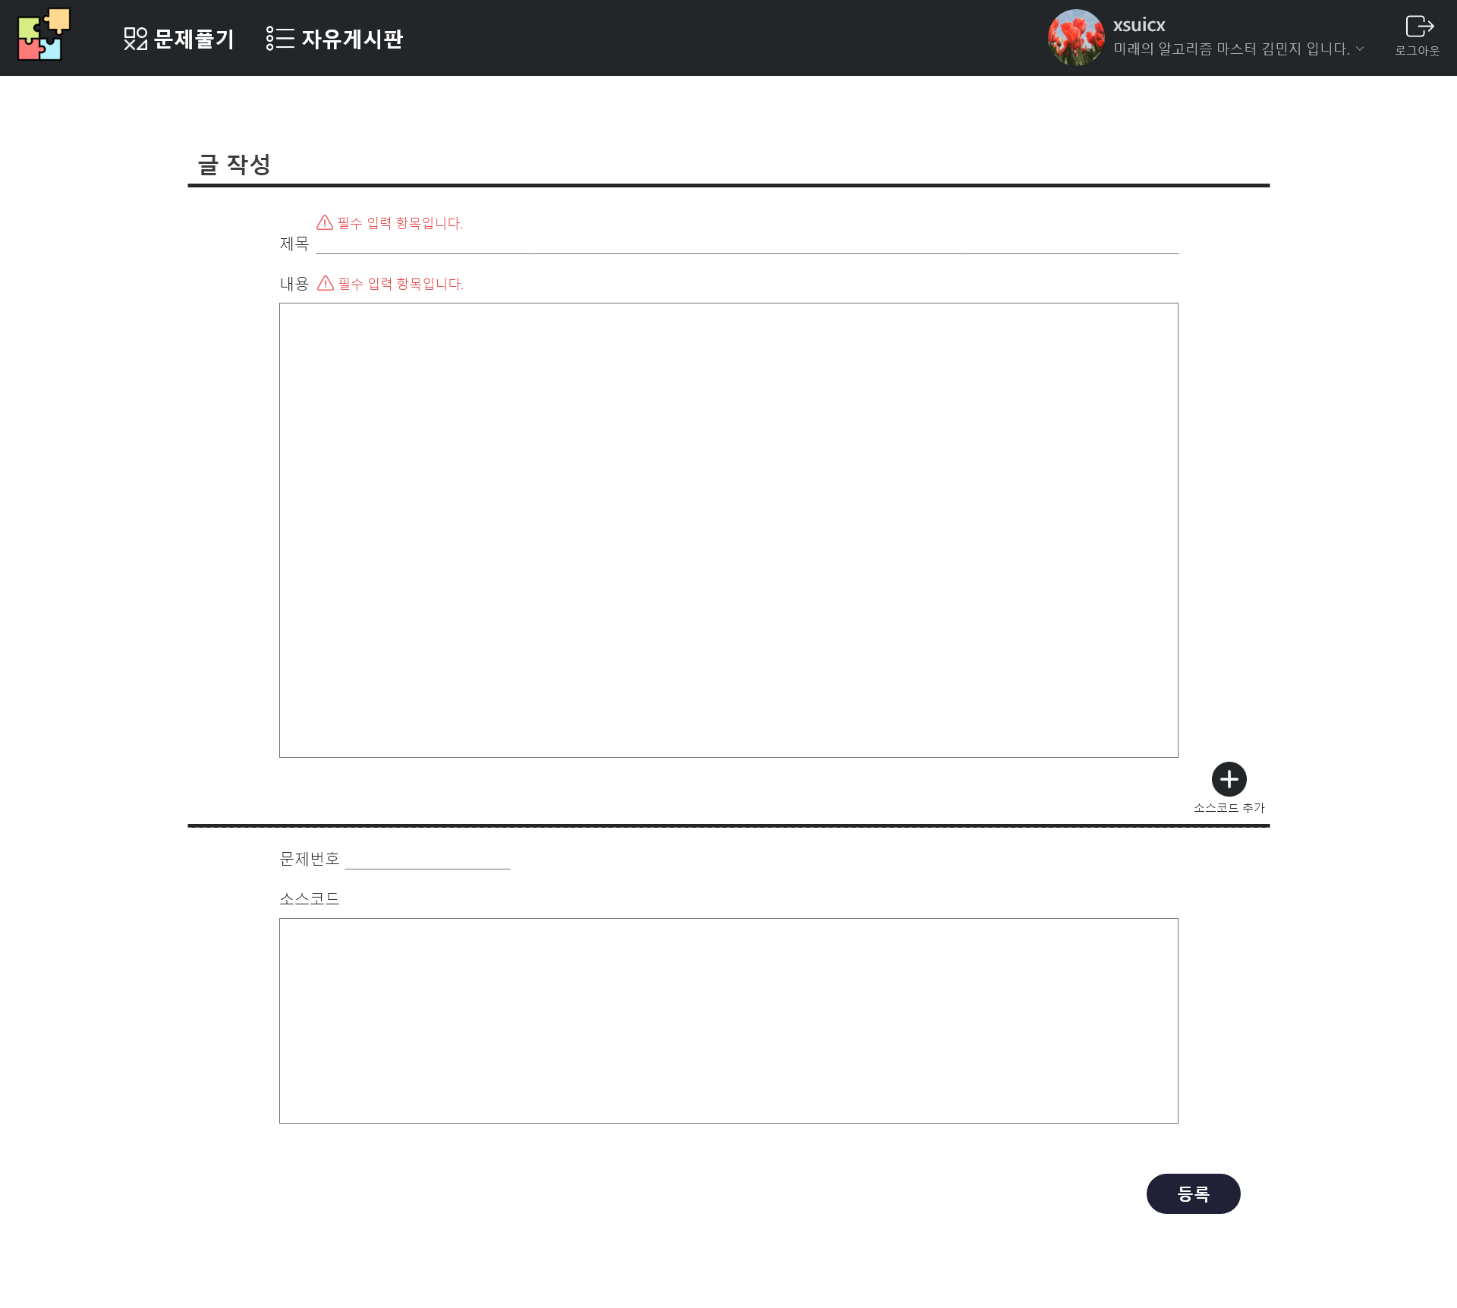 문제풀기
자유게시판
xsuicx
미래의 알고리즘 마스터 김민지 입니다.
로그아웃
글 작성
필수 입력 항목입니다.
제목
내용 필수 입력 항목입니다.
소스코드 추가
문제번호
소스코드
등록